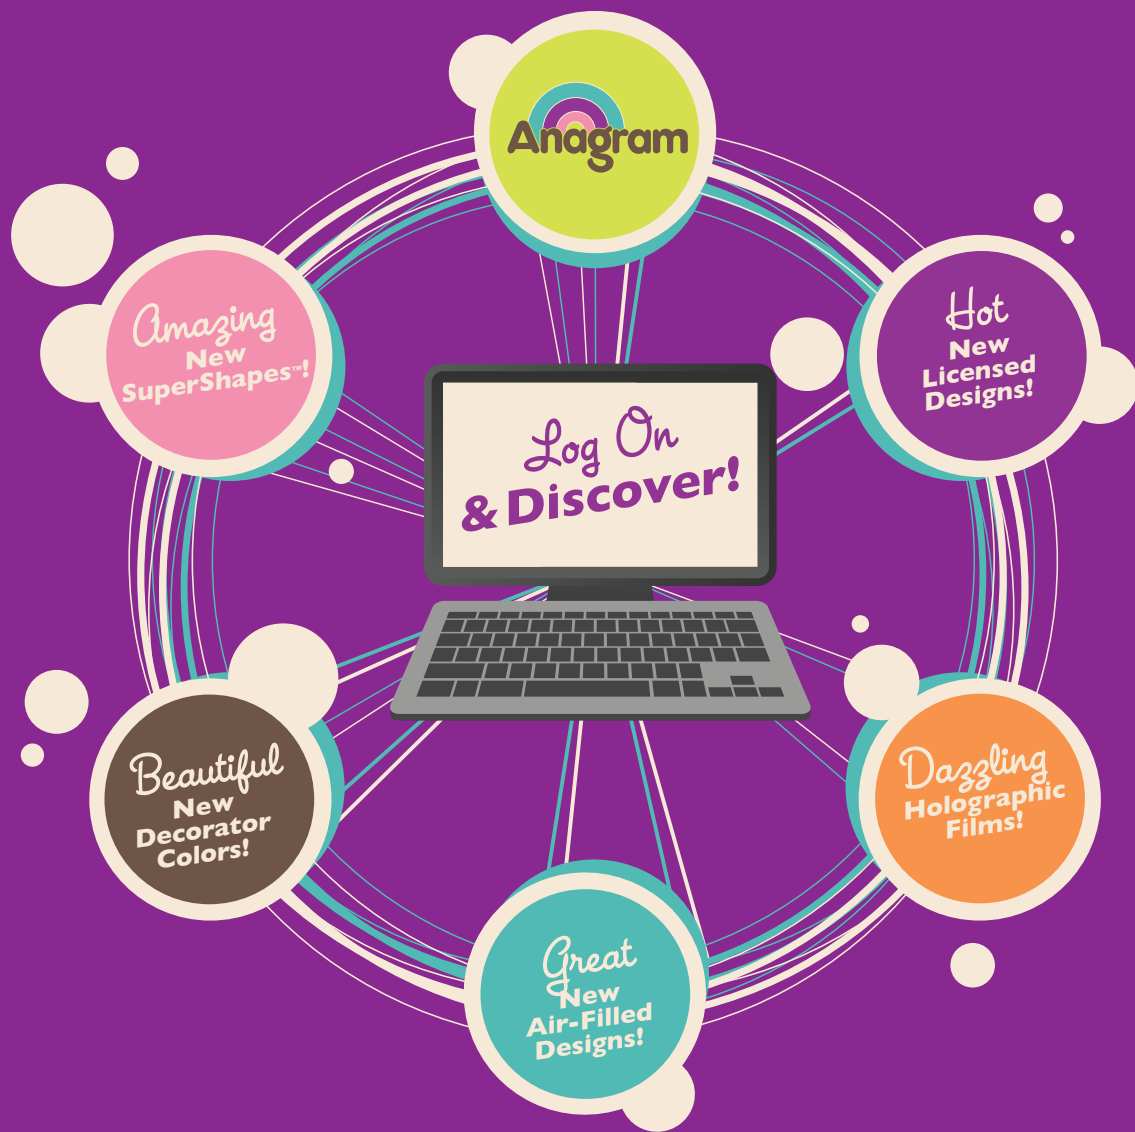 Anagram
Amazing
New
SuperShapes™!
Hot
New
Licensed
Designs!
Log On
& Discover!
Beautiful
New
Decorator
Colors!
Dazzling
Holographic
Films!
Great
New
Air-Filled
Designs!